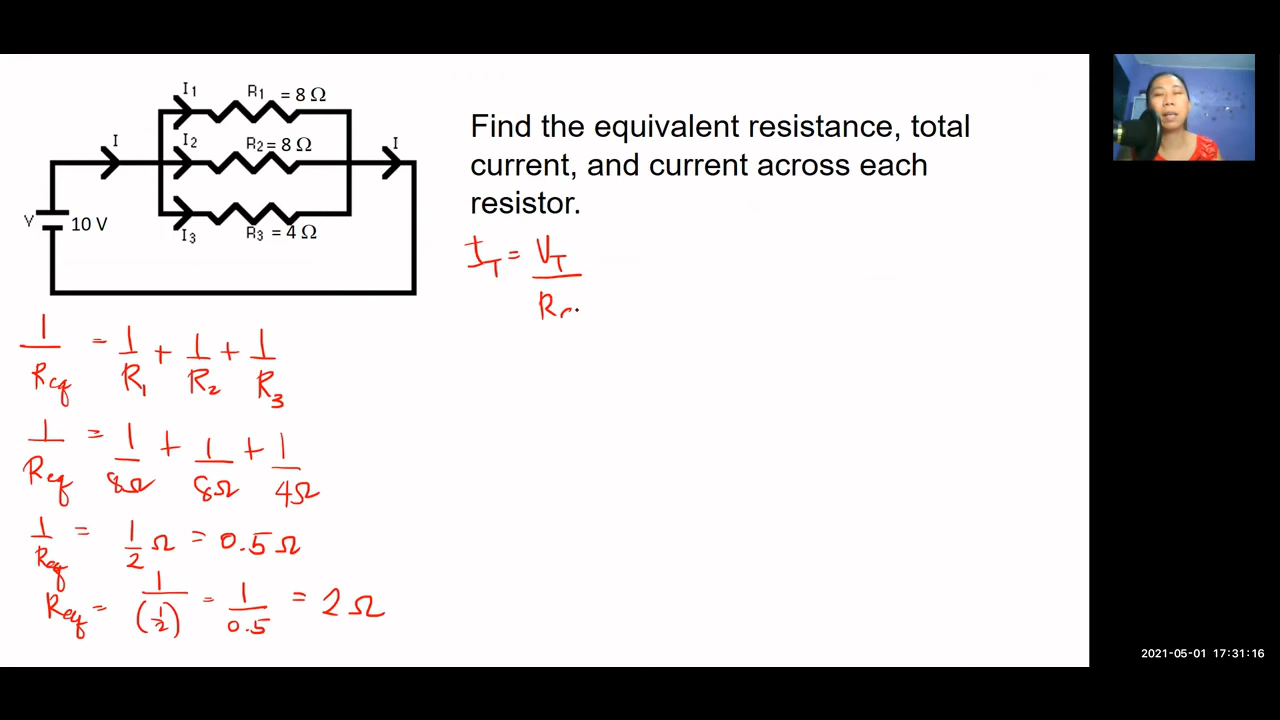 I1 R1 = 8 Ω
I I2 R2 = 8 Ω I
V 10 V
I3 R3 = 4 Ω
Find the equivalent resistance, total
current, and current across each
resistor.
I_T = V_T / R
1/Req = 1/R1 + 1/R2 + 1/R3
1/Req = 1/8Ω + 1/8Ω + 1/4Ω
1/Req = 1/2 Ω = 0.5 Ω
Req = 1/(1/2) = 1/0.5 = 2 Ω
2021-05-01 17:31:16